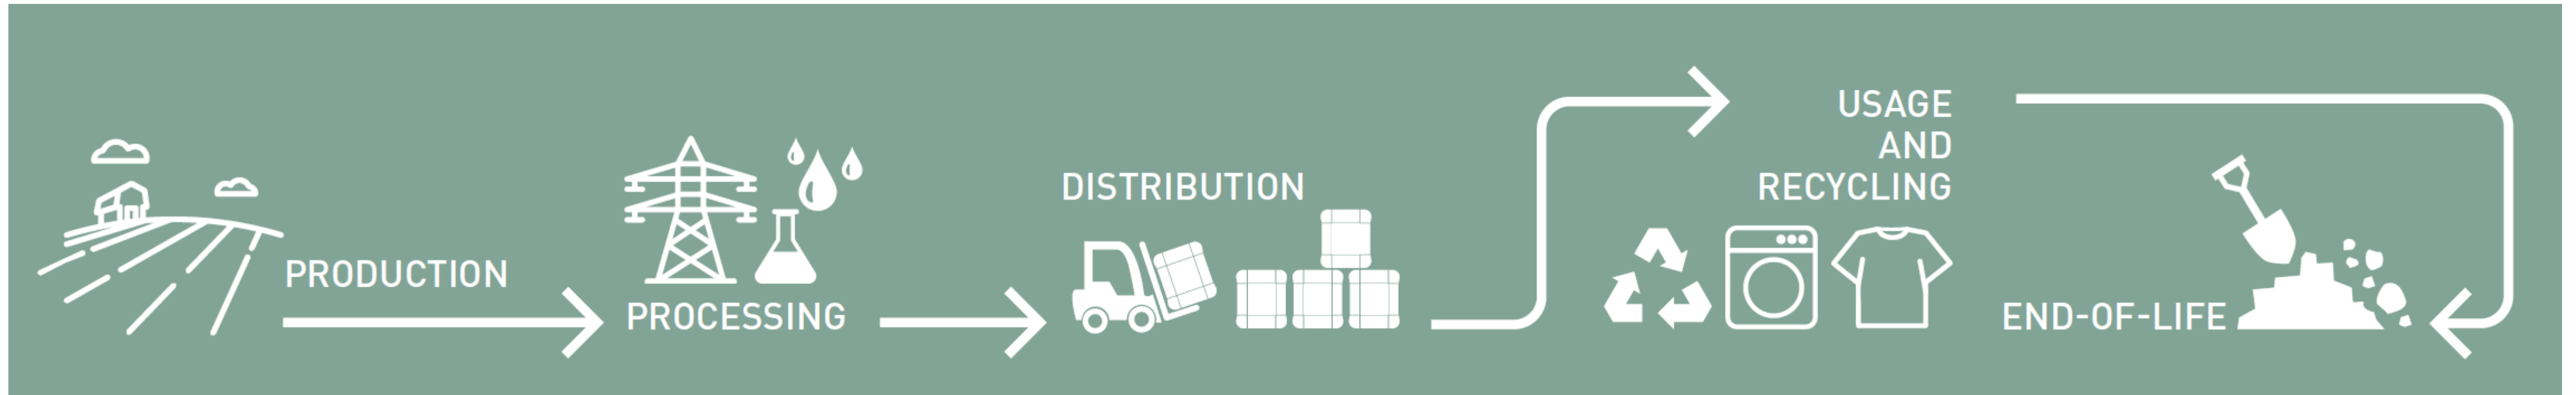 PRODUCTION
PROCESSING
DISTRIBUTION
USAGE
AND
RECYCLING
END-OF-LIFE